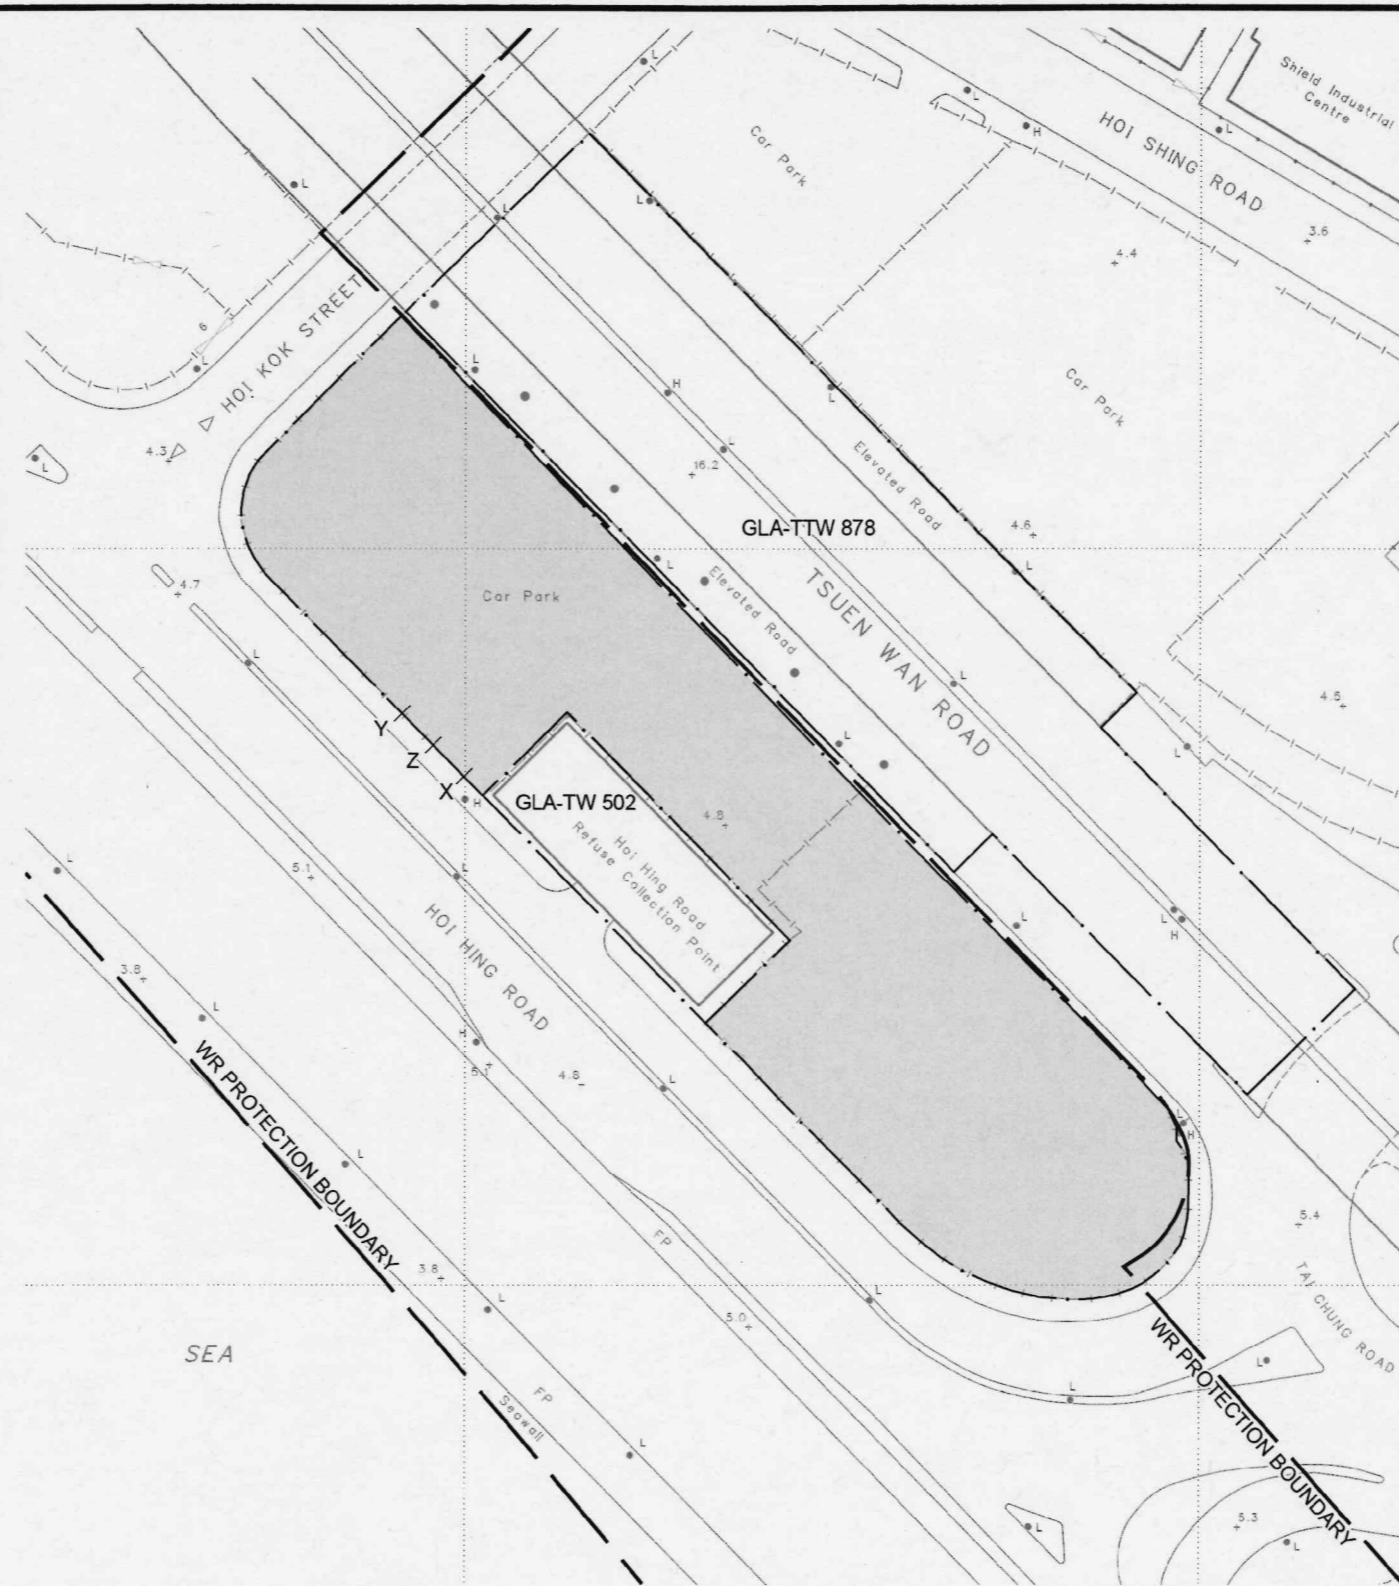 Shield Industrial
Centre
HOI SHING ROAD
Car Park
3.6
4.4
L
L
L
H
L
L
L
L
HOI KOK STREET
6
L
4.3
L
L
H
L
16.2
L
Car Park
Elevated Road
4.6
L
GLA-TTW 878
4.7
L
Car Park
L
Elevated Road
TSUEN WAN ROAD
L
4.5
Y
Z
X
H
L
L
GLA-TW 502
4.8
Hoi Hing Road
Refuse Collection Point
L
5.1
L
HOI HING ROAD
L
L
H
3.8
L
H
5.1
4.8
L
WR PROTECTION BOUNDARY
L
L
H
FP
5.4
3.8
L
L
5.0
TAI CHUNG ROAD
SEA
WR PROTECTION BOUNDARY
L
L
FP
Seawall
L
L
5.3
L